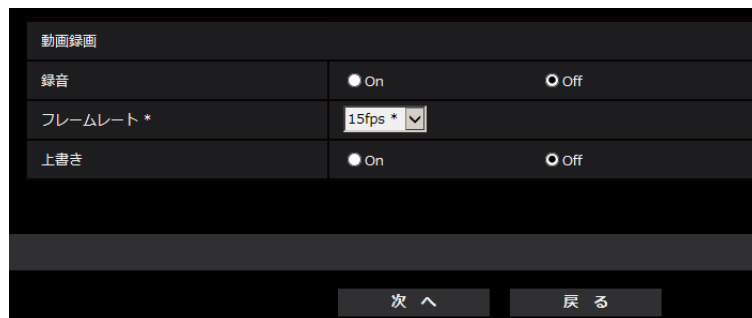 動画録画
録音 On Off
フレームレート * 15fps *
上書き On Off
次 へ 戻 る